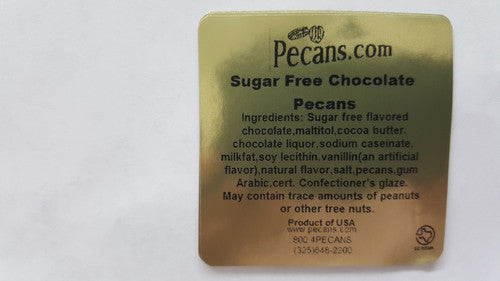 Pecans.com
Sugar Free Chocolate
Pecans
Ingredients: Sugar free flavored
chocolate,maltitol,cocoa butter,
chocolate liquor,sodium caseinate,
milkfat,soy lecithin,vanillin(an artificial
flavor),natural flavor,salt,pecans,gum
Arabic,cert. Confectioner's glaze.
May contain trace amounts of peanuts
or other tree nuts.
Product of USA
www.pecans.com
800.4PECANS
(325)648-2200